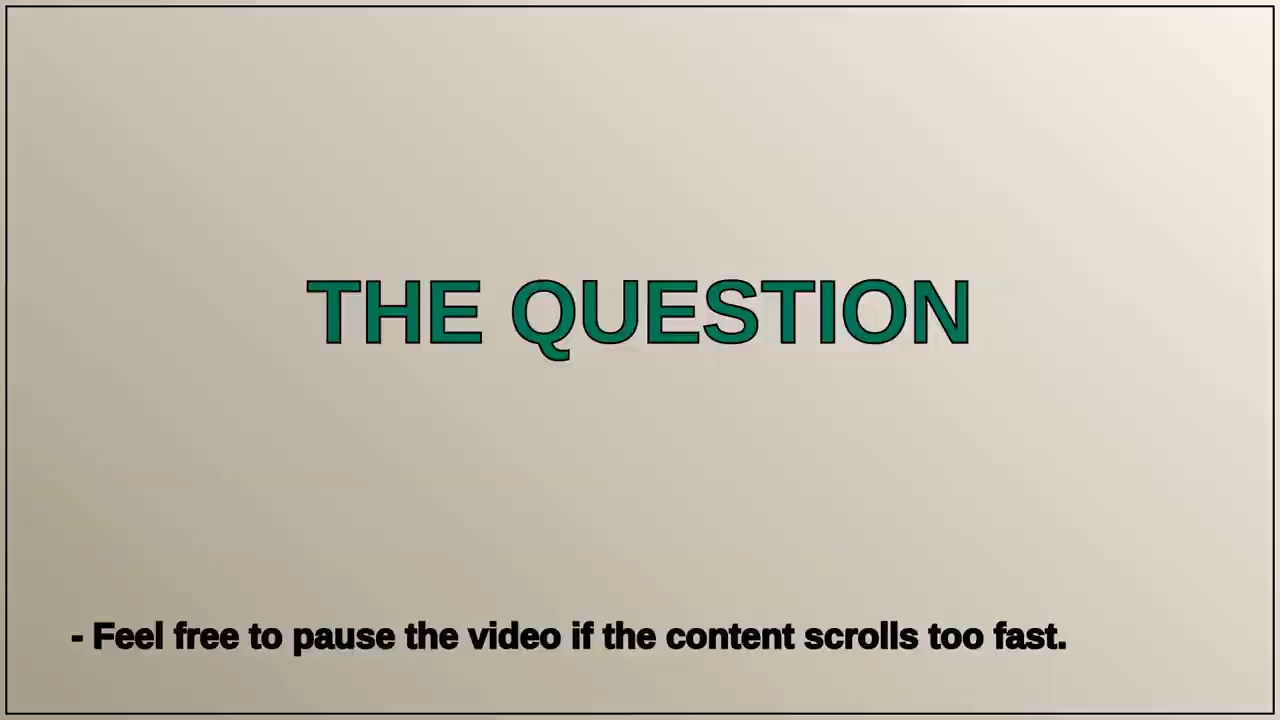 THE QUESTION
- Feel free to pause the video if the content scrolls too fast.